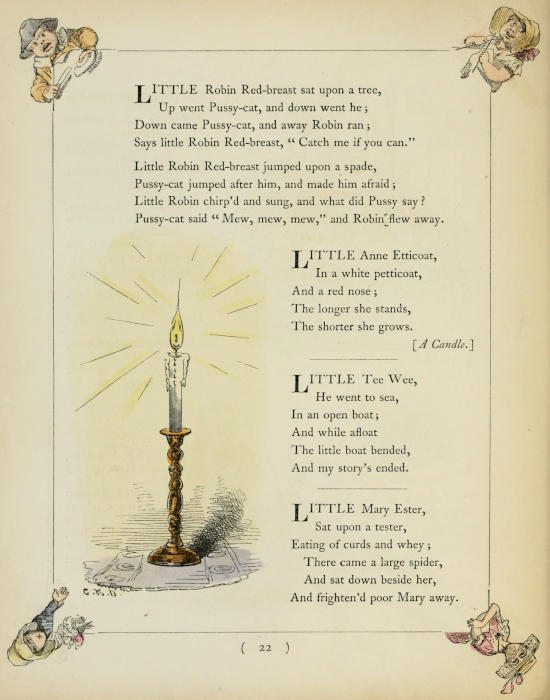 LITTLE Robin Red-breast sat upon a tree,
Up went Pussy-cat, and down went he;
Down came Pussy-cat, and away Robin ran;
Says little Robin Red-breast, “Catch me if you can.”
Little Robin Red-breast jumped upon a spade,
Pussy-cat jumped after him, and made him afraid;
Little Robin chirp’d and sung, and what did Pussy say?
Pussy-cat said “Mew, mew, mew,” and Robin flew away.
LITTLE Anne Etticoat,
In a white petticoat,
And a red nose;
The longer she stands,
The shorter she grows.
[A Candle.]
LITTLE Tee Wee,
He went to sea,
In an open boat;
And while afloat
The little boat bended,
And my story’s ended.
LITTLE Mary Ester,
Sat upon a tester,
Eating of curds and whey;
There came a large spider,
And sat down beside her,
And frighten’d poor Mary away.
( 22 )